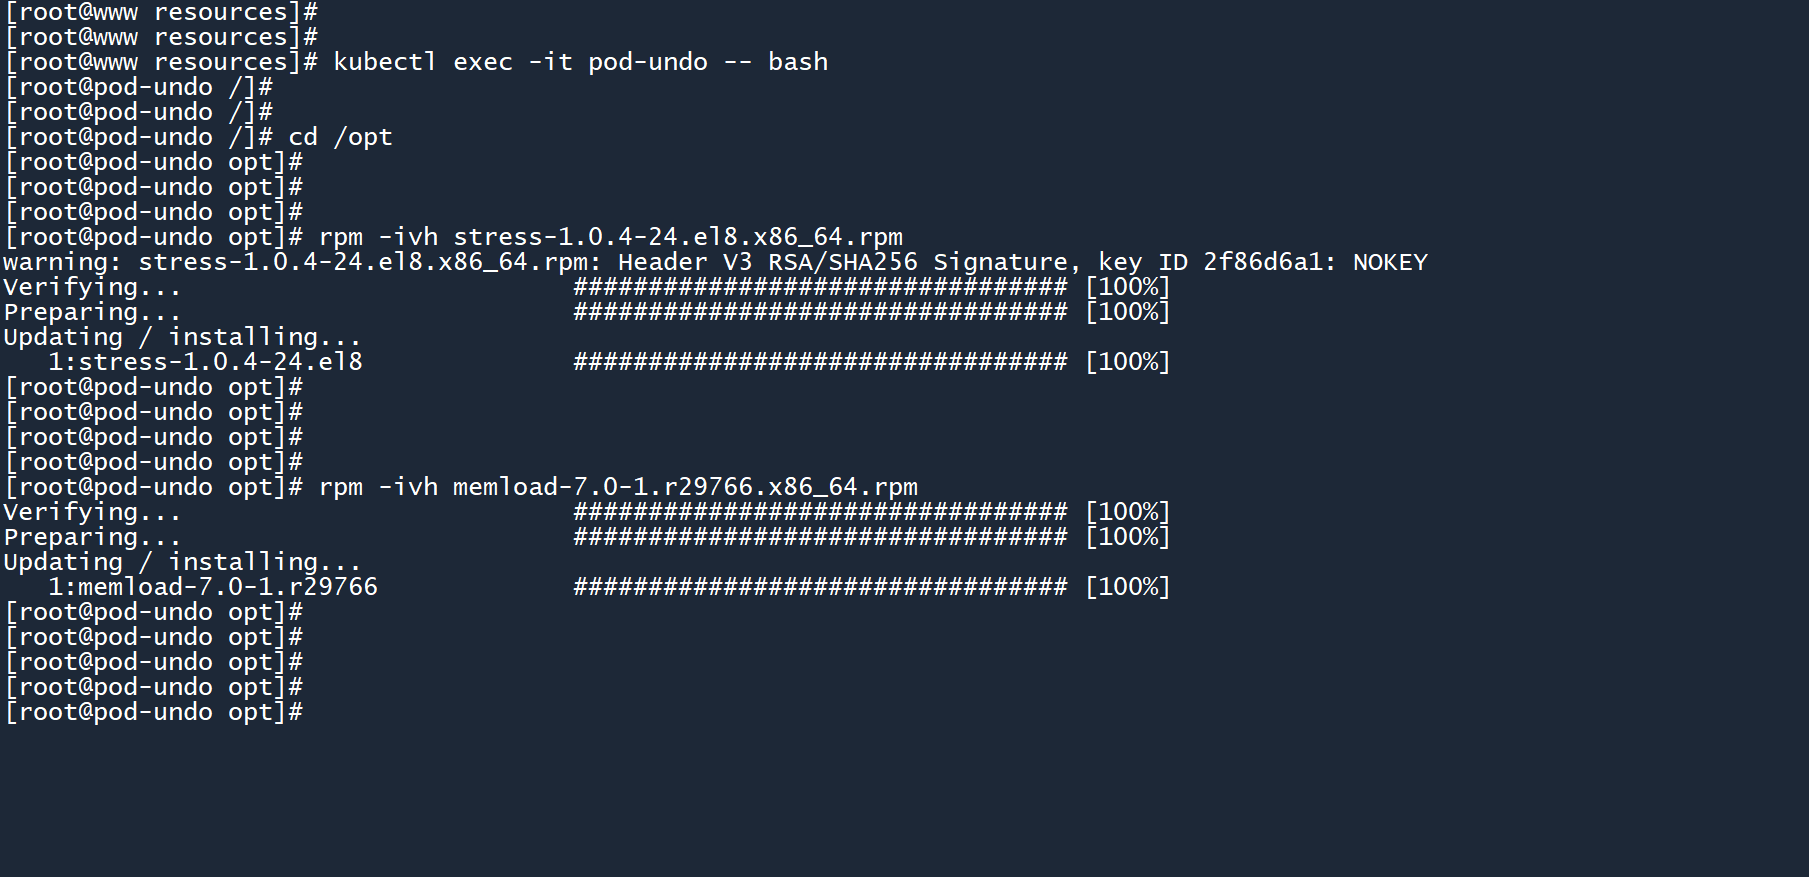 [root@www resources]#
[root@www resources]#
[root@www resources]# kubectl exec -it pod-undo -- bash
[root@pod-undo /]#
[root@pod-undo /]#
[root@pod-undo /]# cd /opt
[root@pod-undo opt]#
[root@pod-undo opt]#
[root@pod-undo opt]#
[root@pod-undo opt]# rpm -ivh stress-1.0.4-24.el8.x86_64.rpm
warning: stress-1.0.4-24.el8.x86_64.rpm: Header V3 RSA/SHA256 Signature, key ID 2f86d6a1: NOKEY
Verifying... ################################# [100%]
Preparing... ################################# [100%]
Updating / installing...
1:stress-1.0.4-24.el8 ################################# [100%]
[root@pod-undo opt]#
[root@pod-undo opt]#
[root@pod-undo opt]#
[root@pod-undo opt]#
[root@pod-undo opt]# rpm -ivh memload-7.0-1.r29766.x86_64.rpm
Verifying... ################################# [100%]
Preparing... ################################# [100%]
Updating / installing...
1:memload-7.0-1.r29766 ################################# [100%]
[root@pod-undo opt]#
[root@pod-undo opt]#
[root@pod-undo opt]#
[root@pod-undo opt]#
[root@pod-undo opt]#